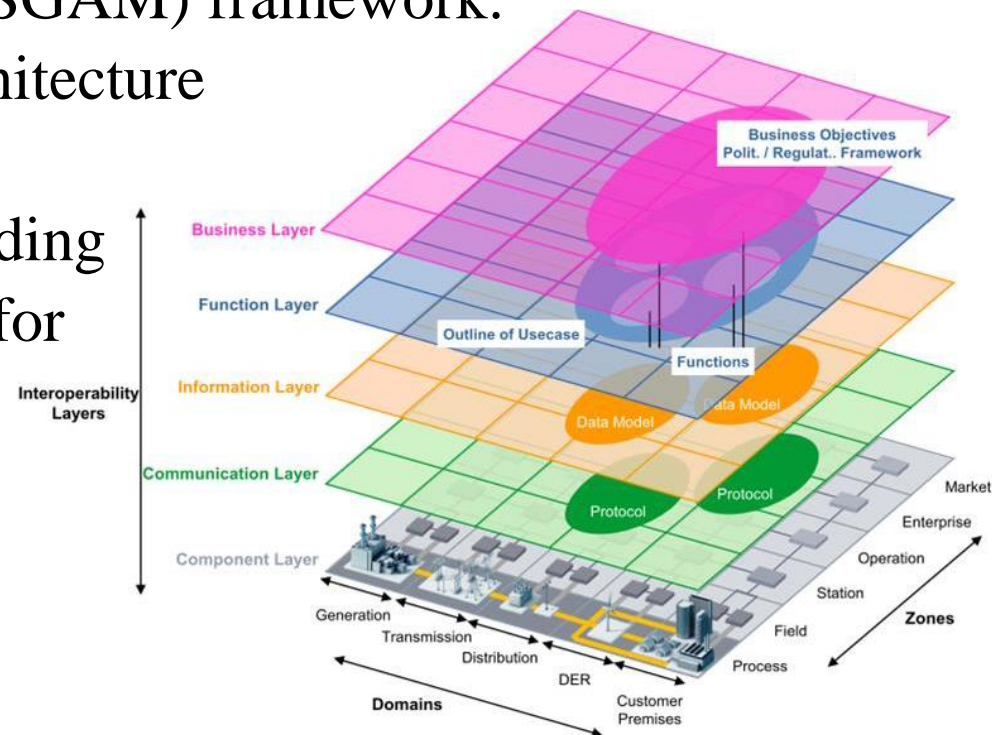 SGAM) framework.
hitecture
ding
for
Business Objectives
Polit. / Regulat.. Framework
Business Layer
Function Layer
Outline of Usecase
Functions
Information Layer
Interoperability
Layers
Data Model
Data Model
Communication Layer
Protocol
Protocol
Component Layer
Market
Enterprise
Operation
Station
Field
Process
Zones
Generation
Transmission
Distribution
DER
Customer
Premises
Domains